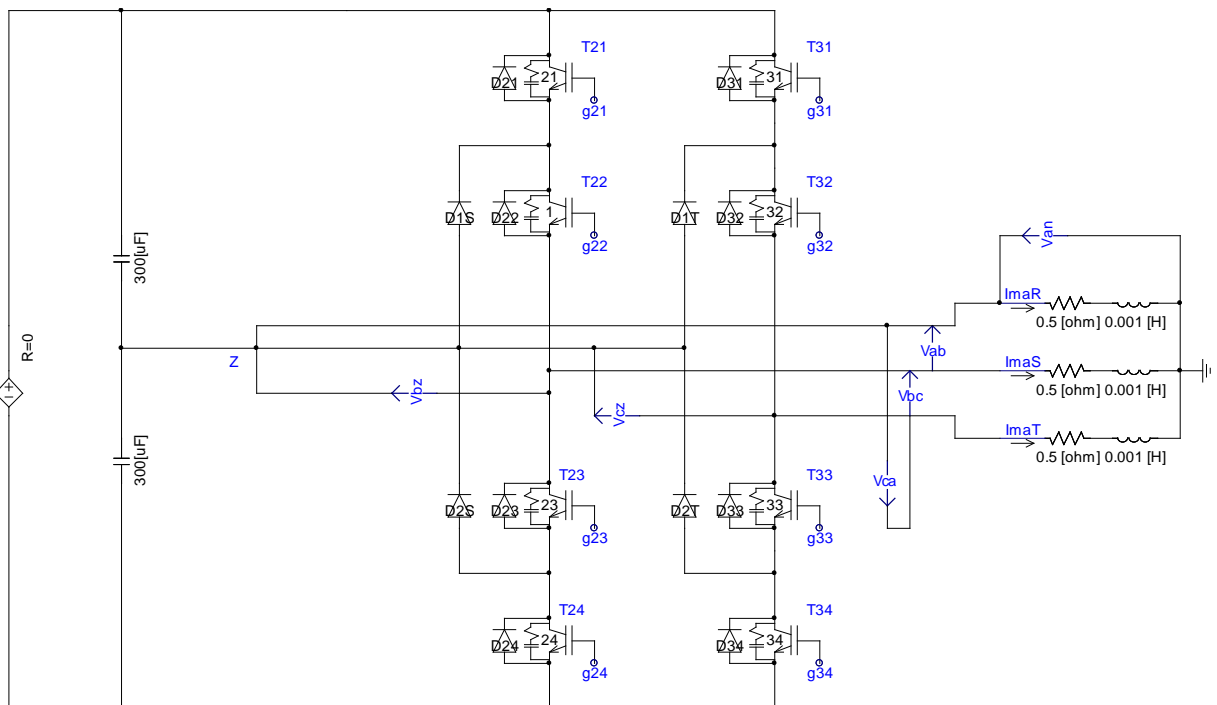 T21
T31
D21
21
D31
31
g21
g31
T22
T32
D1S
D22
1
D1T
D32
32
g22
g32
Van
300[uF]
ImaR
0.5 [ohm] 0.001 [H]
R=0
Z
Vab
ImaS
0.5 [ohm] 0.001 [H]
Vbz
Vbc
Vcz
ImaT
0.5 [ohm] 0.001 [H]
300[uF]
Vca
T23
T33
D2S
D23
23
D2T
D33
33
g23
g33
T24
T34
D24
24
D34
34
g24
g34